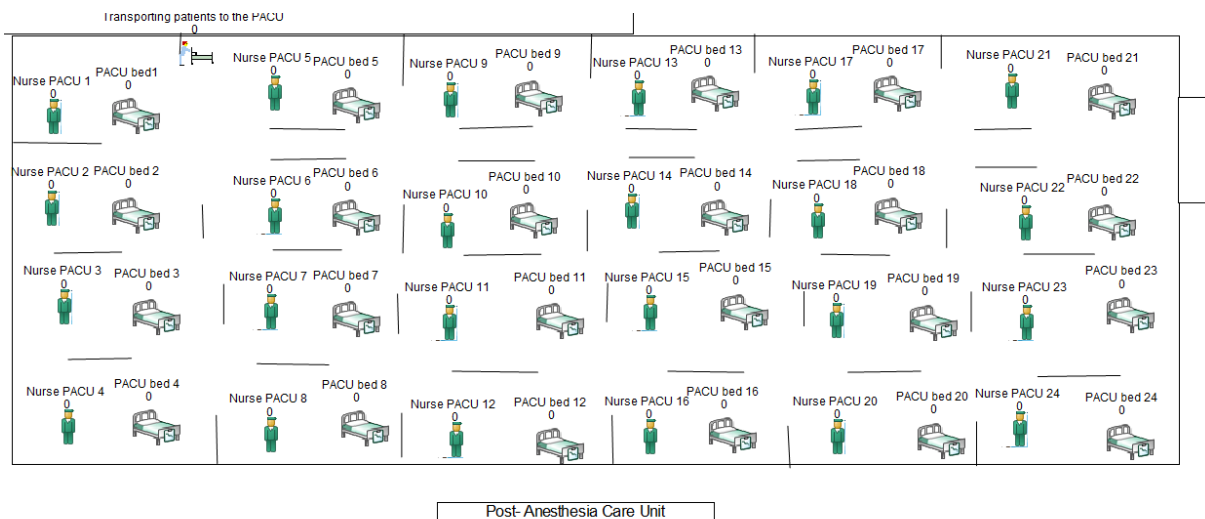 Transporting patients to the PACU
0
Nurse PACU 1
0
PACU bed1
0
Nurse PACU 5
0
PACU bed 5
0
Nurse PACU 9
0
PACU bed 9
0
Nurse PACU 13
0
PACU bed 13
0
Nurse PACU 17
0
PACU bed 17
0
Nurse PACU 21
0
PACU bed 21
0
Nurse PACU 2
0
PACU bed 2
0
Nurse PACU 6
0
PACU bed 6
0
Nurse PACU 10
0
PACU bed 10
0
Nurse PACU 14
0
PACU bed 14
0
Nurse PACU 18
0
PACU bed 18
0
Nurse PACU 22
0
PACU bed 22
0
Nurse PACU 3
0
PACU bed 3
0
Nurse PACU 7
0
PACU bed 7
0
Nurse PACU 11
0
PACU bed 11
0
Nurse PACU 15
0
PACU bed 15
0
Nurse PACU 19
0
PACU bed 19
0
Nurse PACU 23
0
PACU bed 23
0
Nurse PACU 4
0
PACU bed 4
0
Nurse PACU 8
0
PACU bed 8
0
Nurse PACU 12
0
PACU bed 12
0
Nurse PACU 16
0
PACU bed 16
0
Nurse PACU 20
0
PACU bed 20
0
Nurse PACU 24
0
PACU bed 24
0
Post- Anesthesia Care Unit